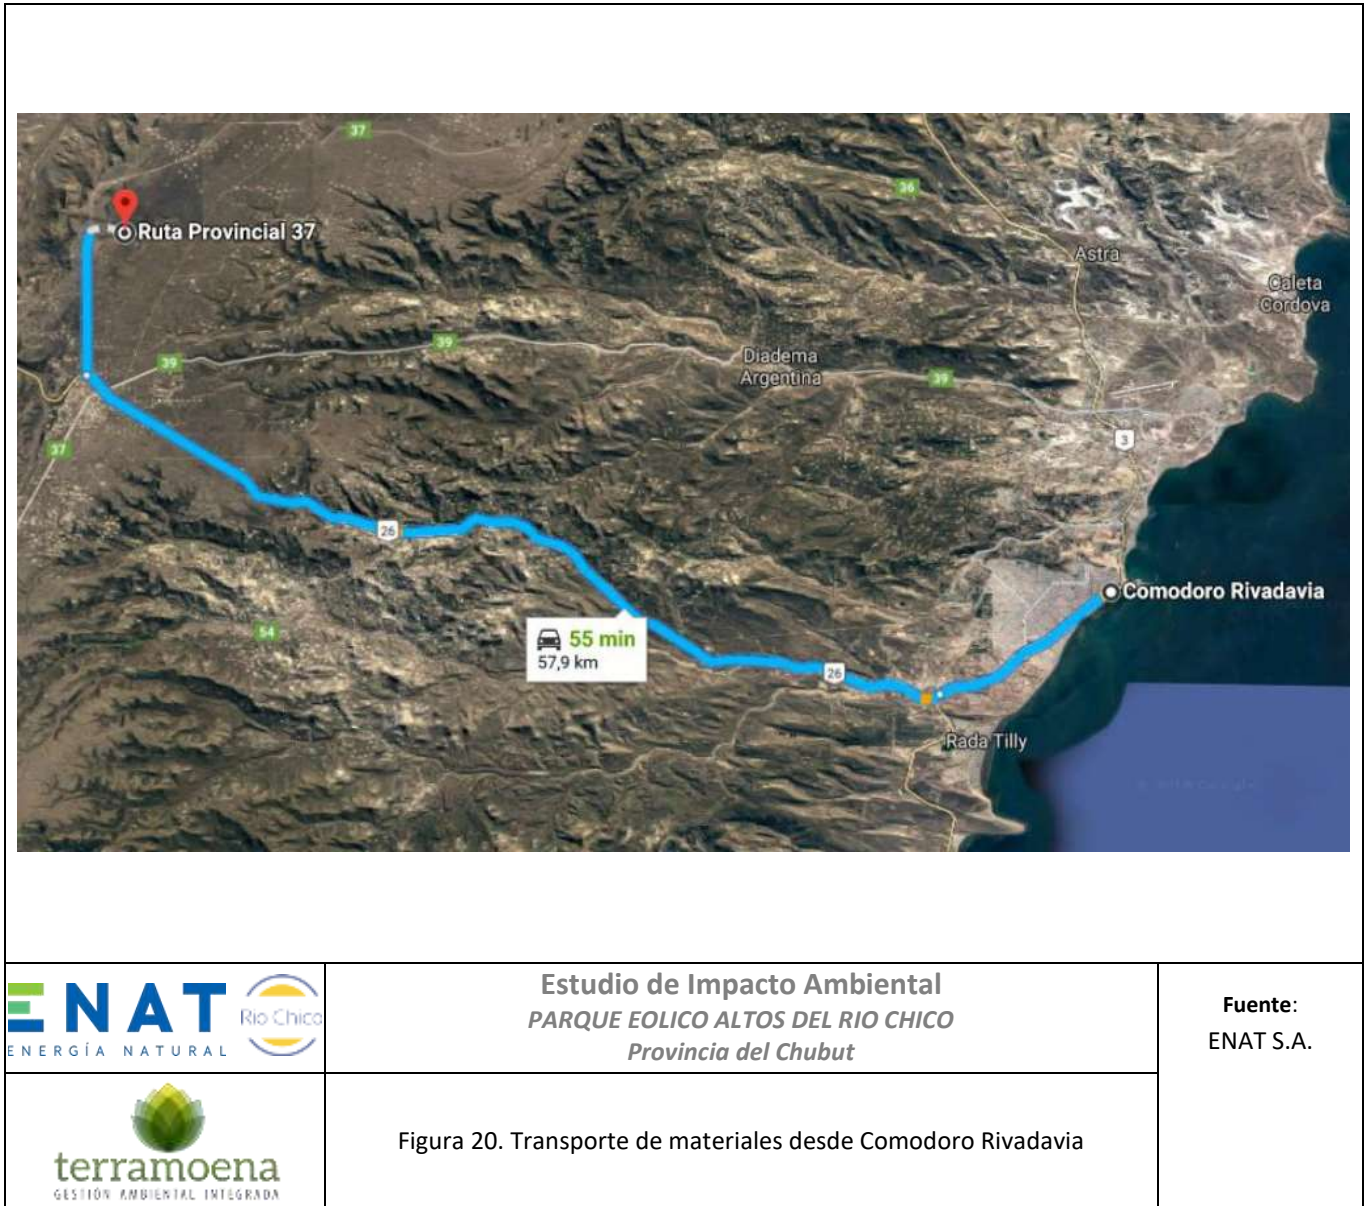 37
36
Ruta Provincial 37
Astra
Caleta
Cordova
39
39
Diadema
Argentina
39
37
3
26
Comodoro Rivadavia
54
55 min
57,9 km
26
Rada Tilly
ENAT
ENERGÍA NATURAL
Rio Chico
Estudio de Impacto Ambiental
PARQUE EOLICO ALTOS DEL RIO CHICO
Provincia del Chubut
Fuente:
ENAT S.A.
terramoena
GESTIÓN AMBIENTAL INTEGRADA
Figura 20. Transporte de materiales desde Comodoro Rivadavia